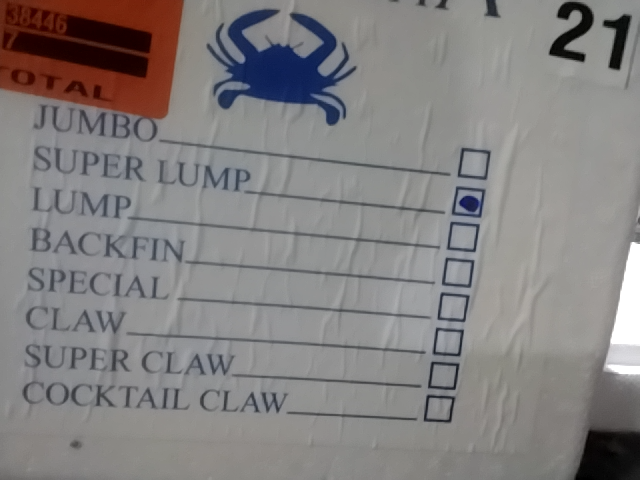 38446
7
TOTAL
21
JUMBO
SUPER LUMP
LUMP
BACKFIN
SPECIAL
CLAW
SUPER CLAW
COCKTAIL CLAW